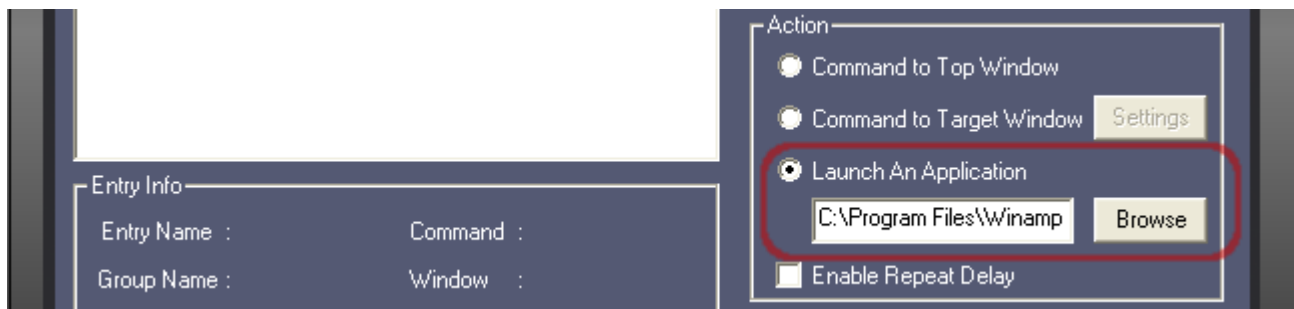 Action
Command to Top Window
Command to Target Window Settings
Launch An Application
C:\Program Files\Winamp Browse
Enable Repeat Delay
Entry Info
Entry Name : Command :
Group Name : Window :